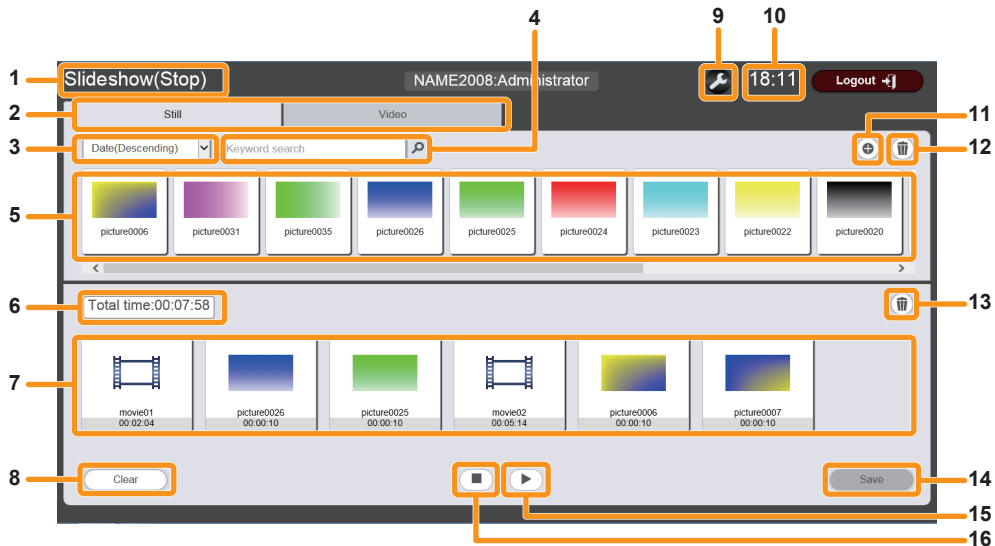 4
9
10
1
Slideshow(Stop)
NAME2008:Administrator
18:11
Logout
2
Still
Video
11
3
Date(Descending)
Keyword search
12
5
picture0006
picture0031
picture0035
picture0026
picture0025
picture0024
picture0023
picture0022
picture0020
6
Total time:00:07:58
13
7
movie01
00:02:04
picture0026
00:00:10
picture0025
00:00:10
movie02
00:05:14
picture0006
00:00:10
picture0007
00:00:10
8
Clear
Save
14
15
16